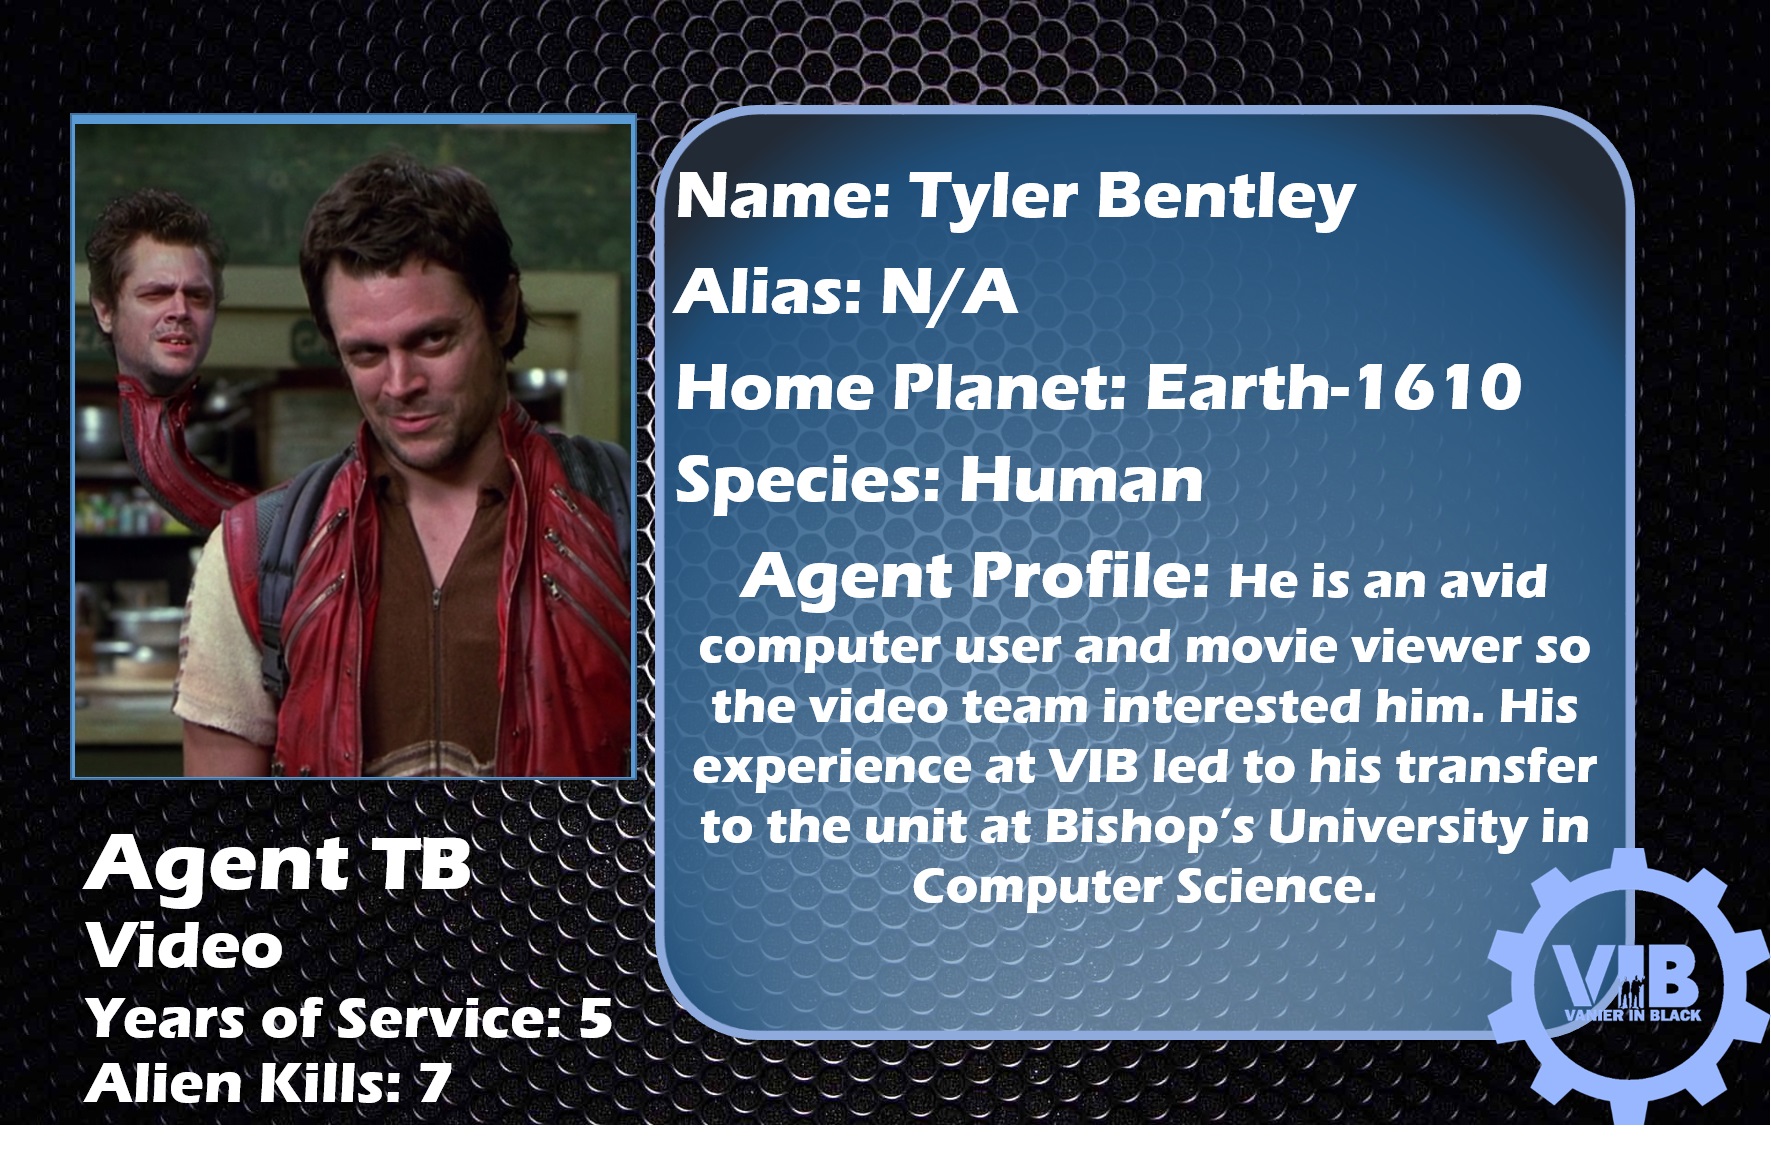 Name: Tyler Bentley
Alias: N/A
Home Planet: Earth-1610
Species: Human
Agent Profile: He is an avid
computer user and movie viewer so
the video team interested him. His
experience at VIB led to his transfer
to the unit at Bishop’s University in
Computer Science.
Agent TB
Video
Years of Service: 5
Alien Kills: 7
VIB
VANIER IN BLACK